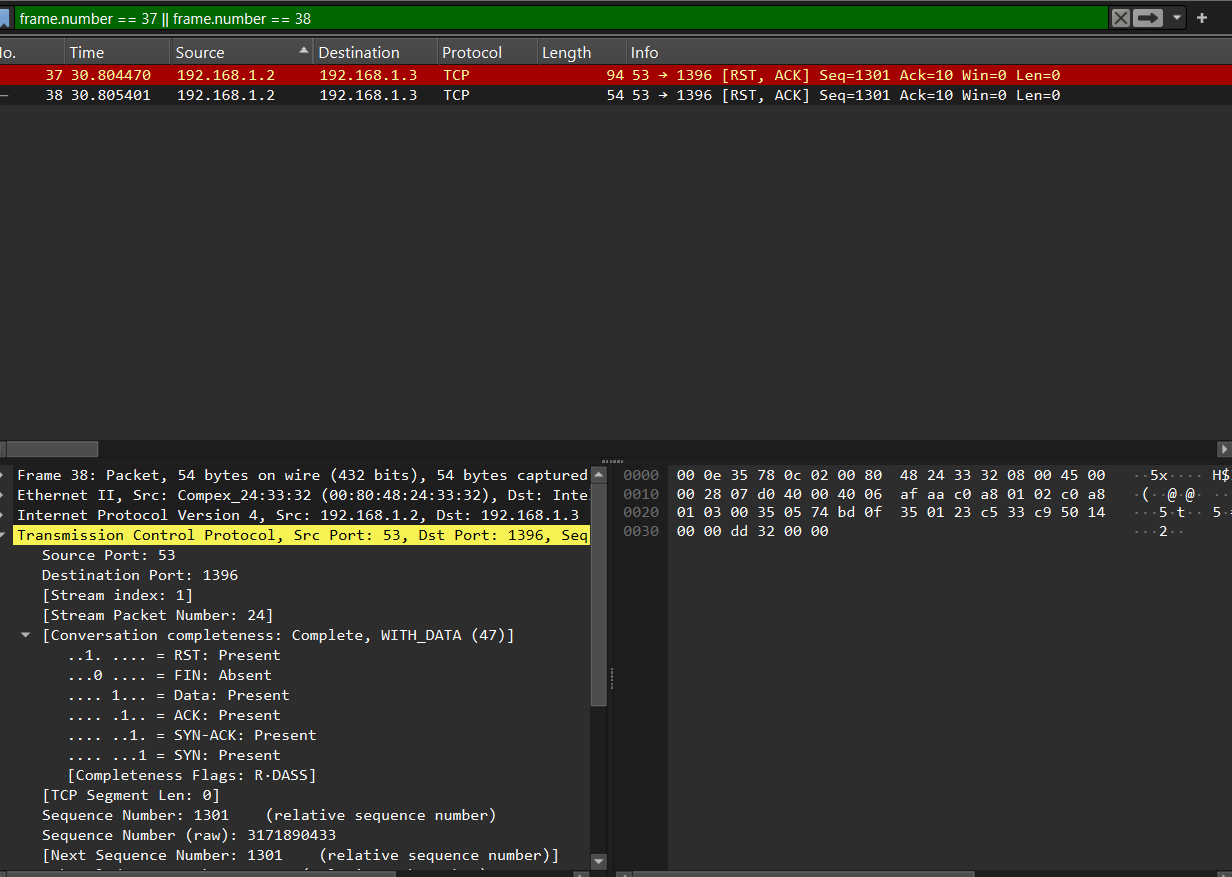 frame.number == 37 || frame.number == 38
No. Time Source Destination Protocol Length Info
37 30.804470 192.168.1.2 192.168.1.3 TCP 94 53 → 1396 [RST, ACK] Seq=1301 Ack=10 Win=0 Len=0
38 30.805401 192.168.1.2 192.168.1.3 TCP 54 53 → 1396 [RST, ACK] Seq=1301 Ack=10 Win=0 Len=0
Frame 38: Packet, 54 bytes on wire (432 bits), 54 bytes captured
Ethernet II, Src: Compex_24:33:32 (00:80:48:24:33:32), Dst: Inte
Internet Protocol Version 4, Src: 192.168.1.2, Dst: 192.168.1.3
Transmission Control Protocol, Src Port: 53, Dst Port: 1396, Seq
Source Port: 53
Destination Port: 1396
[Stream index: 1]
[Stream Packet Number: 24]
[Conversation completeness: Complete, WITH_DATA (47)]
..1. .... = RST: Present
...0 .... = FIN: Absent
.... 1... = Data: Present
.... .1.. = ACK: Present
.... ..1. = SYN-ACK: Present
.... ...1 = SYN: Present
[Completeness Flags: R·DASS]
[TCP Segment Len: 0]
Sequence Number: 1301 (relative sequence number)
Sequence Number (raw): 3171890433
[Next Sequence Number: 1301 (relative sequence number)]
0000 00 0e 35 78 0c 02 00 80 48 24 33 32 08 00 45 00 ··5x···· H$
0010 00 28 07 d0 40 00 40 06 af aa c0 a8 01 02 c0 a8 ·(··@·@· ··
0020 01 03 00 35 05 74 bd 0f 35 01 23 c5 33 c9 50 14 ···5·t·· 5·
0030 00 00 dd 32 00 00 ···2··